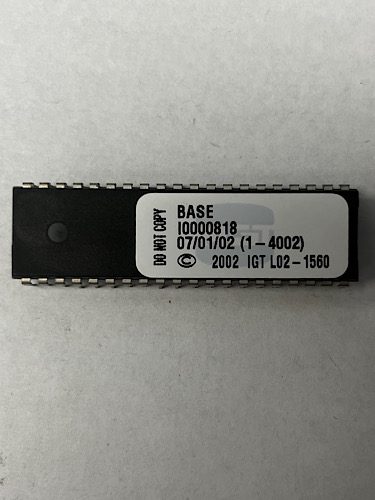 DO NOT COPY
BASE
I0000818
07/01/02 (1-4002)
© 2002 IGT L02-1560